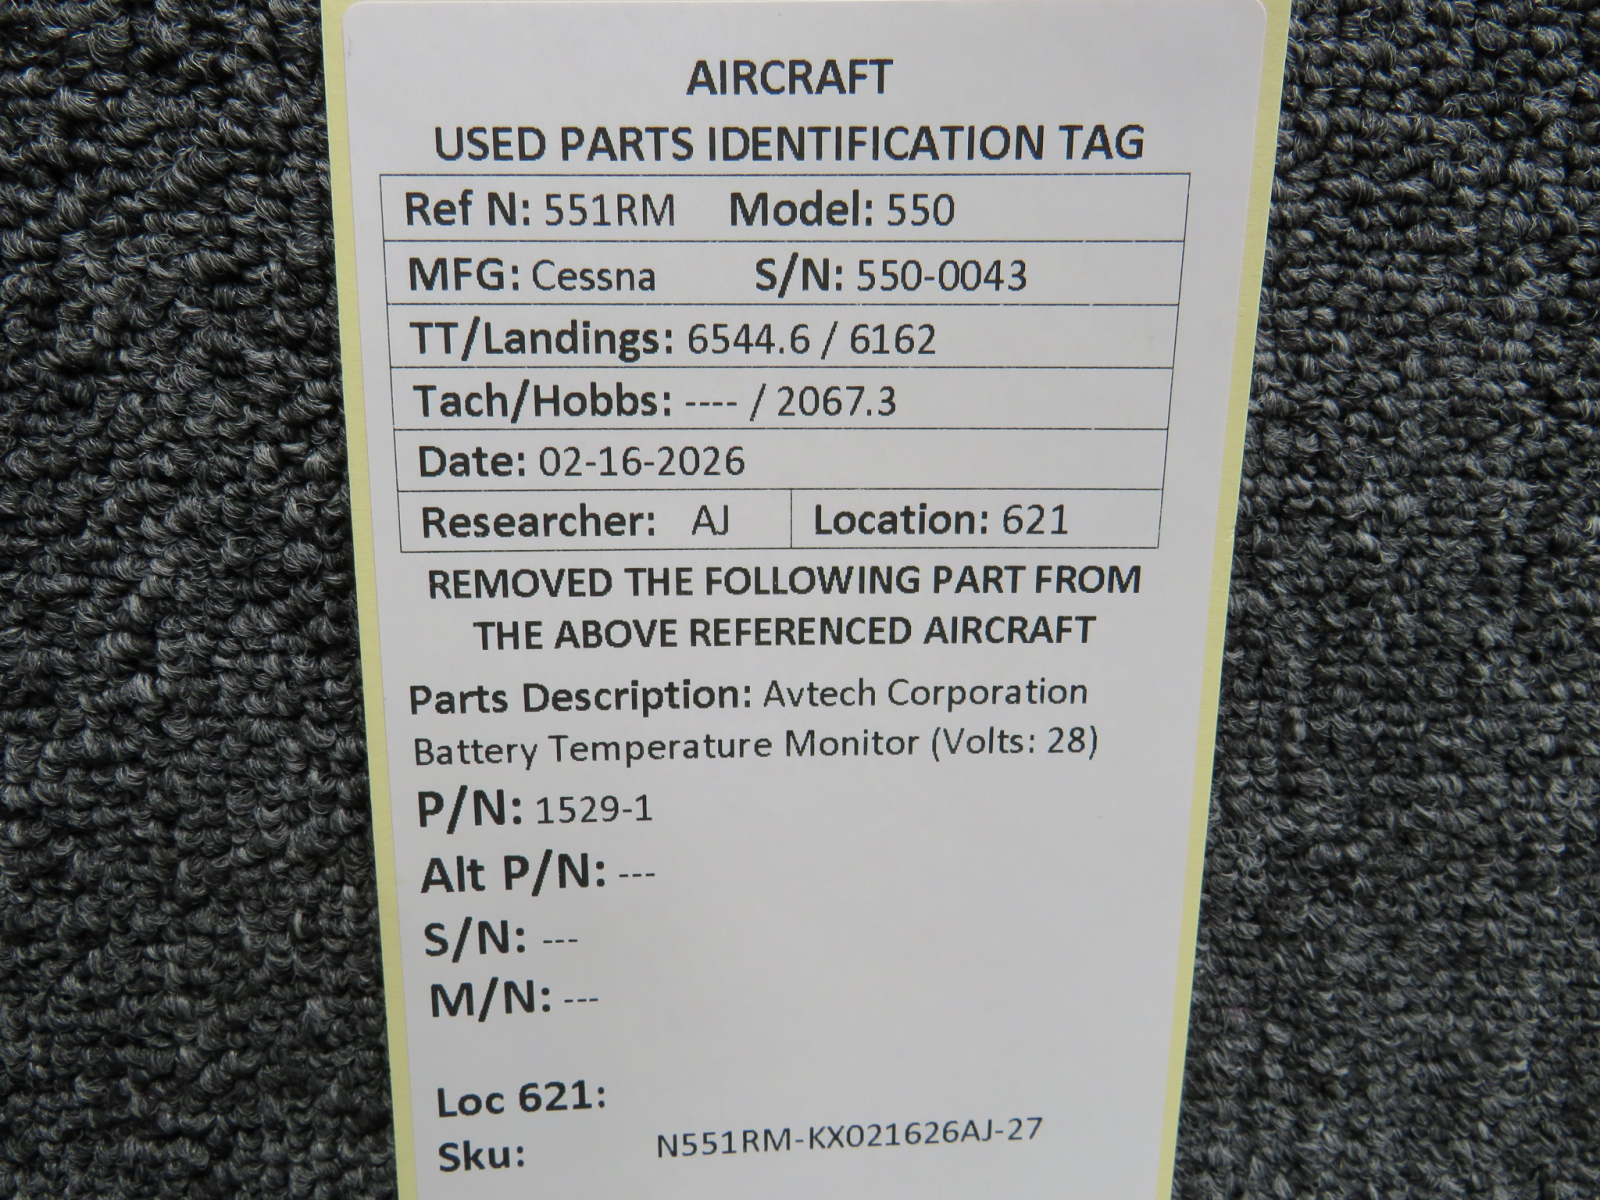 AIRCRAFT
USED PARTS IDENTIFICATION TAG
Ref N: 551RM Model: 550
MFG: Cessna S/N: 550-0043
TT/Landings: 6544.6 / 6162
Tach/Hobbs: ---- / 2067.3
Date: 02-16-2026
Researcher: AJ Location: 621
REMOVED THE FOLLOWING PART FROM
THE ABOVE REFERENCED AIRCRAFT
Parts Description: Avtech Corporation
Battery Temperature Monitor (Volts: 28)
P/N: 1529-1
Alt P/N: ---
S/N: ---
M/N: ---
Loc 621:
Sku: N551RM-KX021626AJ-27